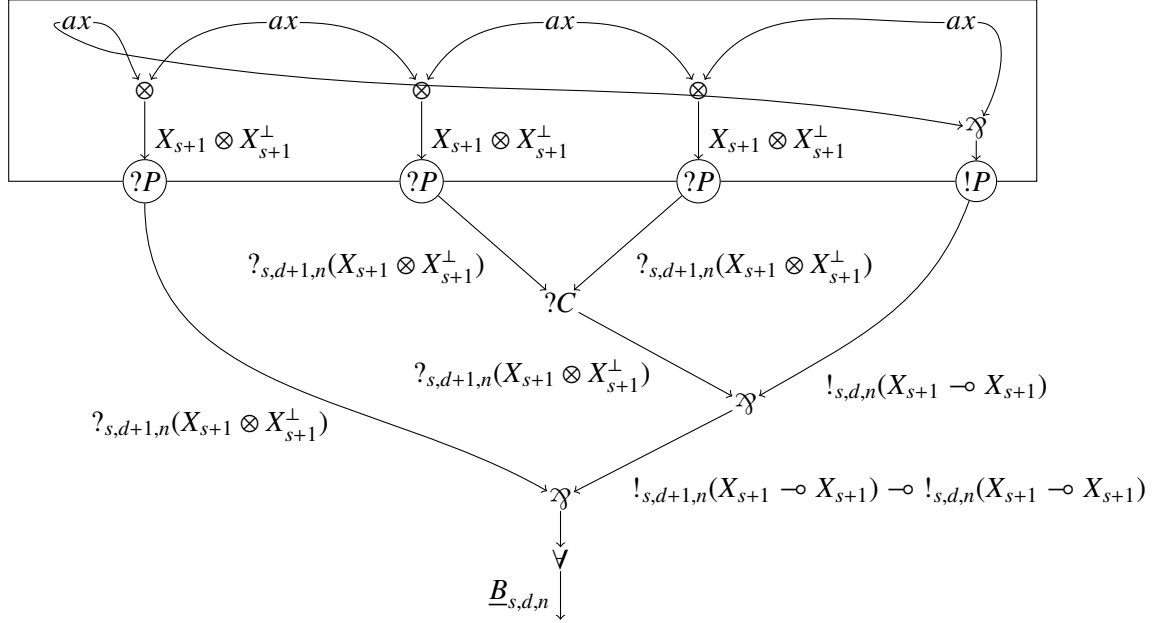 ax ax ax ax
⊗ ⊗ ⊗
⅋
X_{s+1} ⊗ X_{s+1}^⊥ X_{s+1} ⊗ X_{s+1}^⊥ X_{s+1} ⊗ X_{s+1}^⊥
?P ?P ?P !P
?_{s,d+1,n}(X_{s+1} ⊗ X_{s+1}^⊥) ?_{s,d+1,n}(X_{s+1} ⊗ X_{s+1}^⊥)
?C
?_{s,d+1,n}(X_{s+1} ⊗ X_{s+1}^⊥) !_{s,d,n}(X_{s+1} ⊸ X_{s+1})
⅋
?_{s,d+1,n}(X_{s+1} ⊗ X_{s+1}^⊥)
⅋ !_{s,d+1,n}(X_{s+1} ⊸ X_{s+1}) ⊸ !_{s,d,n}(X_{s+1} ⊸ X_{s+1})
∀
\underline{B}_{s,d,n}